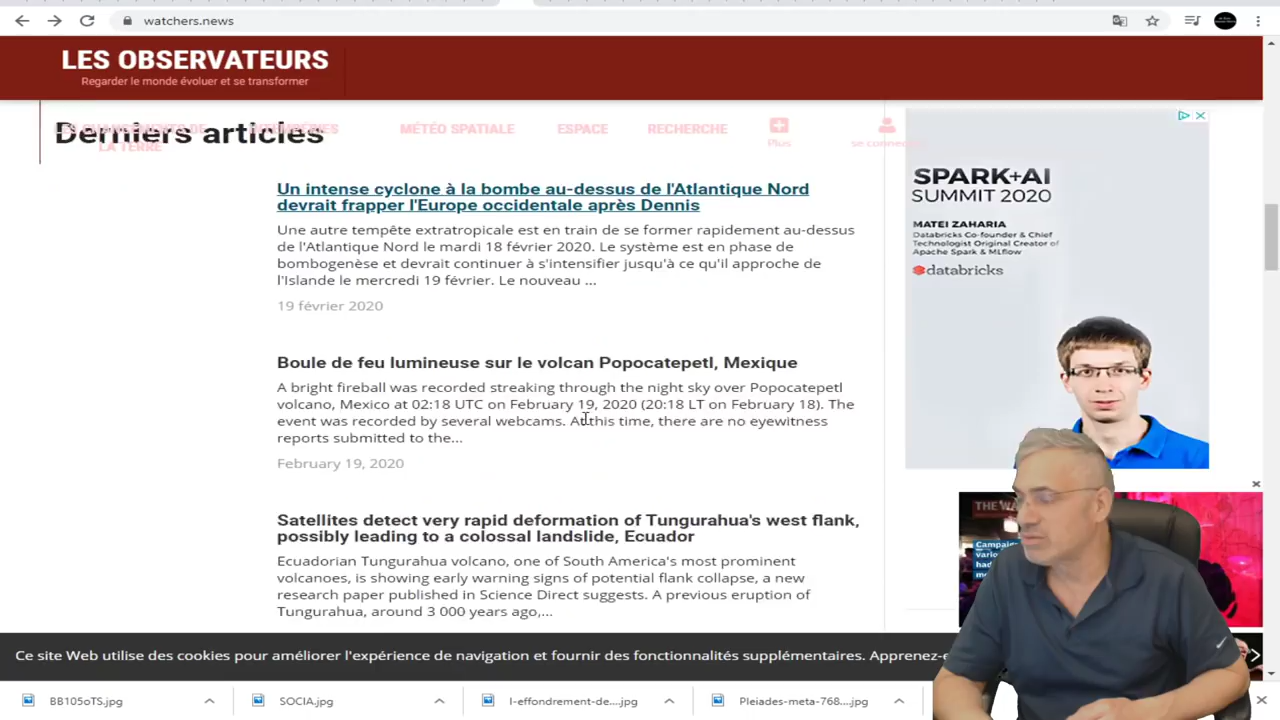 watchers.news
LES OBSERVATEURS
Regarder le monde évoluer et se transformer
LES CHANGEMENTS DE
LA TERRE
INTEMPÉRIES
MÉTÉO SPATIALE
ESPACE
RECHERCHE
Plus
se connecter
Derniers articles
Un intense cyclone à la bombe au-dessus de l'Atlantique Nord
devrait frapper l'Europe occidentale après Dennis
Une autre tempête extratropicale est en train de se former rapidement au-dessus
de l'Atlantique Nord le mardi 18 février 2020. Le système est en phase de
bombogenèse et devrait continuer à s'intensifier jusqu'à ce qu'il approche de
l'Islande le mercredi 19 février. Le nouveau ...
19 février 2020
Boule de feu lumineuse sur le volcan Popocatepetl, Mexique
A bright fireball was recorded streaking through the night sky over Popocatepetl
volcano, Mexico at 02:18 UTC on February 19, 2020 (20:18 LT on February 18). The
event was recorded by several webcams. At this time, there are no eyewitness
reports submitted to the...
February 19, 2020
Satellites detect very rapid deformation of Tungurahua's west flank,
possibly leading to a colossal landslide, Ecuador
Ecuadorian Tungurahua volcano, one of South America's most prominent
volcanoes, is showing early warning signs of potential flank collapse, a new
research paper published in Science Direct suggests. A previous eruption of
Tungurahua, around 3 000 years ago,...
SPARK+AI
SUMMIT 2020
MATEI ZAHARIA
Databricks Co-founder & Chief
Technologist Original Creator of
Apache Spark & MLflow
databricks
THE WA
Campaig
vario
had
me
Ce site Web utilise des cookies pour améliorer l'expérience de navigation et fournir des fonctionnalités supplémentaires. Apprenez-e
BB105oTS.jpg
SOCIA.jpg
l-effondrement-de....jpg
Pleiades-meta-768....jpg